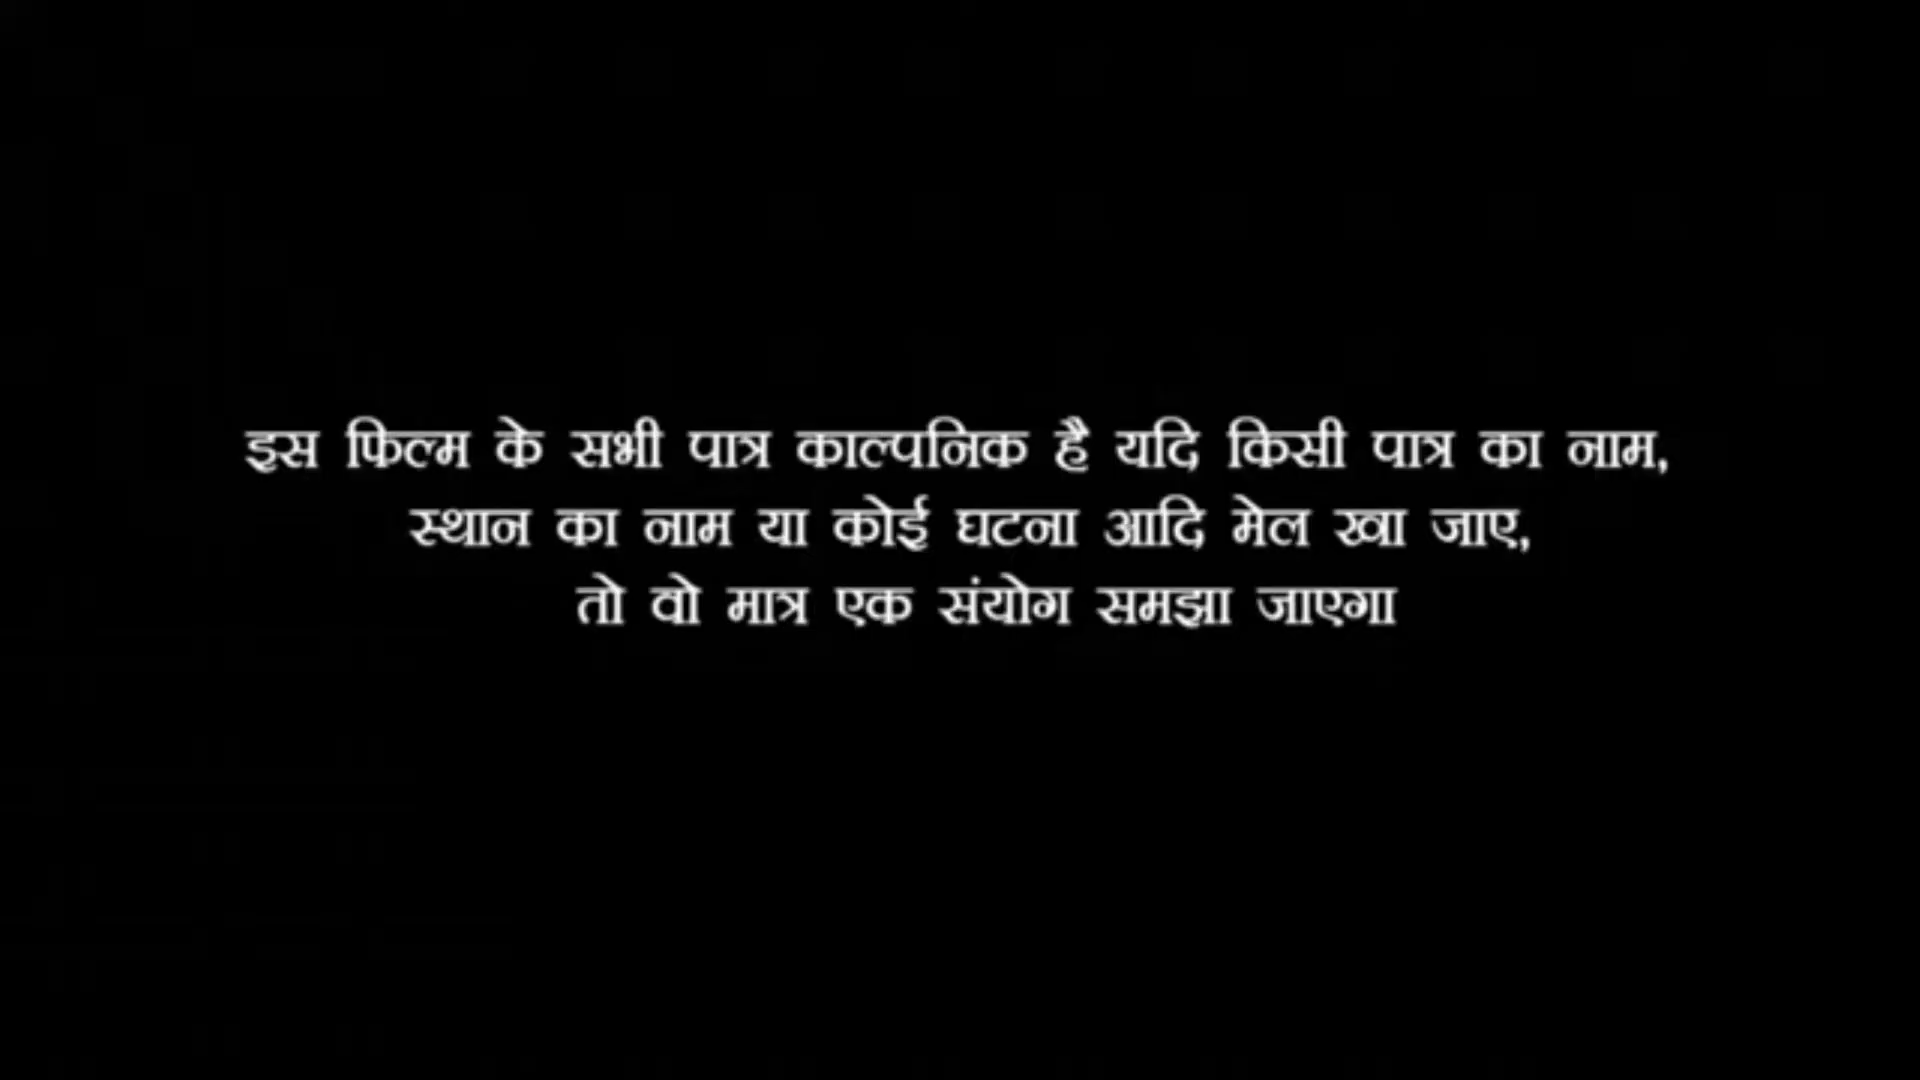 इस फिल्म के सभी पात्र काल्पनिक है यदि किसी पात्र का नाम,
स्थान का नाम या कोई घटना आदि मेल खा जाए,
तो वो मात्र एक संयोग समझा जाएगा